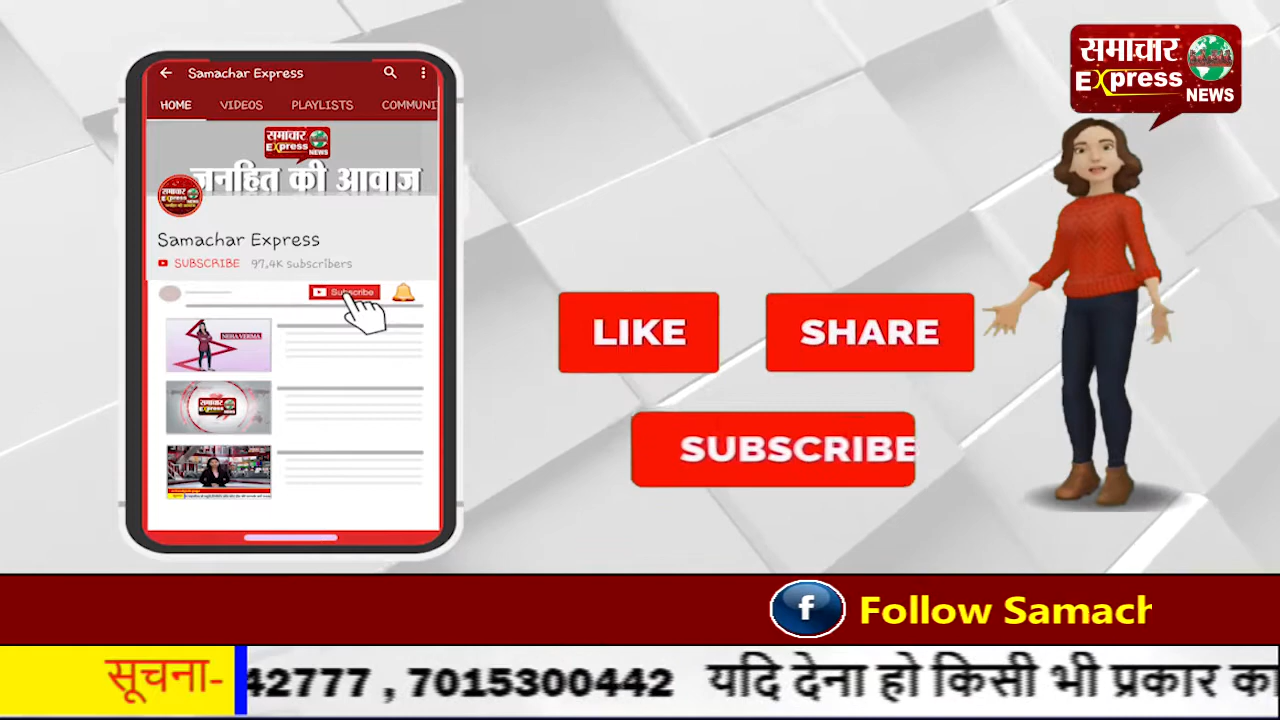 Samachar Express
HOME VIDEOS PLAYLISTS COMMUNI
समाचार
Express
NEWS
जनहित की आवाज
Samachar Express
SUBSCRIBE 97.4K subscribers
Subscribe
समाचार
Express
NEWS
LIKE SHARE
SUBSCRIBE
f Follow Samach
सूचना- 42777 , 7015300442 यदि देना हो किसी भी प्रकार का